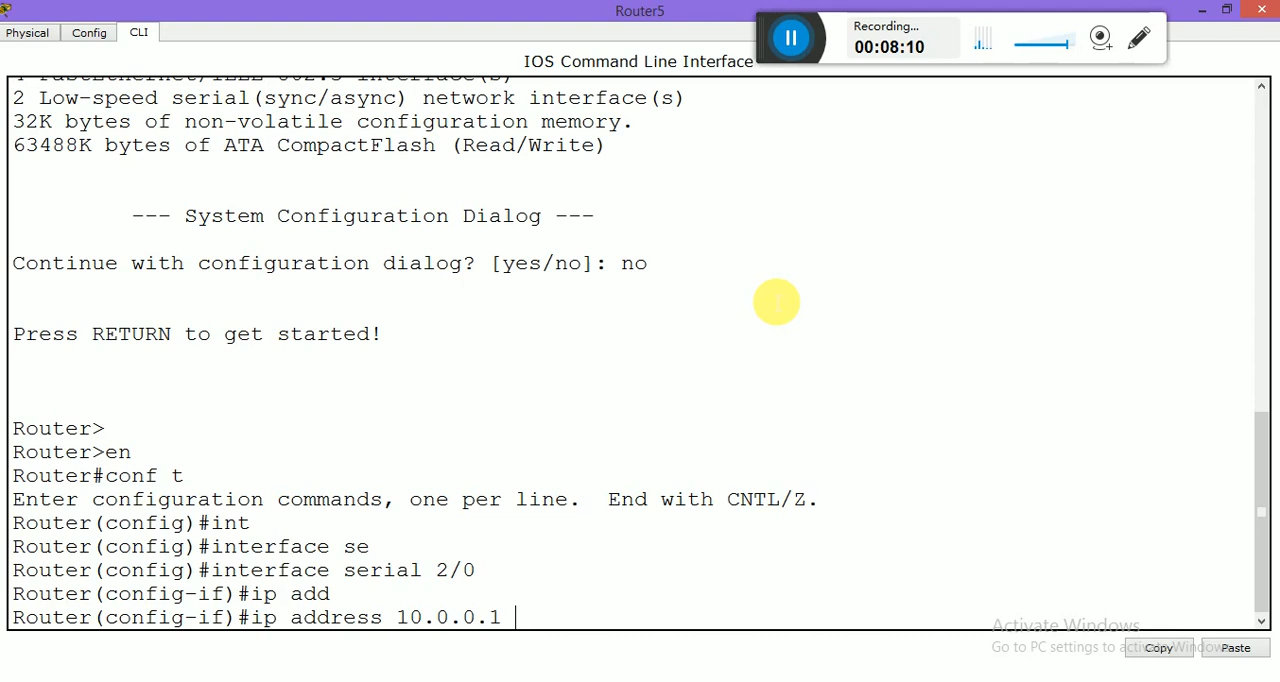 Router5
Physical
Config
CLI
Recording...
00:08:10
IOS Command Line Interface
4 FastEthernet/IEEE 802.3 interface(s)
2 Low-speed serial(sync/async) network interface(s)
32K bytes of non-volatile configuration memory.
63488K bytes of ATA CompactFlash (Read/Write)
--- System Configuration Dialog ---
Continue with configuration dialog? [yes/no]: no
Press RETURN to get started!
Router>
Router>en
Router#conf t
Enter configuration commands, one per line.  End with CNTL/Z.
Router(config)#int
Router(config)#interface se
Router(config)#interface serial 2/0
Router(config-if)#ip add
Router(config-if)#ip address 10.0.0.1
Activate Windows
Go to PC settings to activate Windows.
Copy
Paste